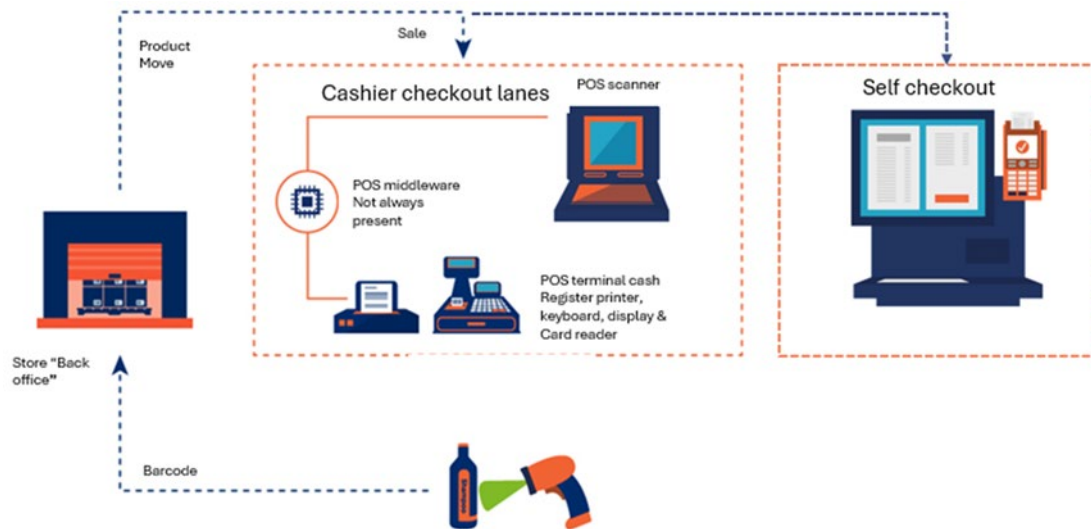 Product
Move
Sale
Cashier checkout lanes
POS scanner
Self checkout
POS middleware
Not always
present
POS terminal cash
Register printer,
keyboard, display &
Card reader
Store "Back
office"
Barcode
Shampoo